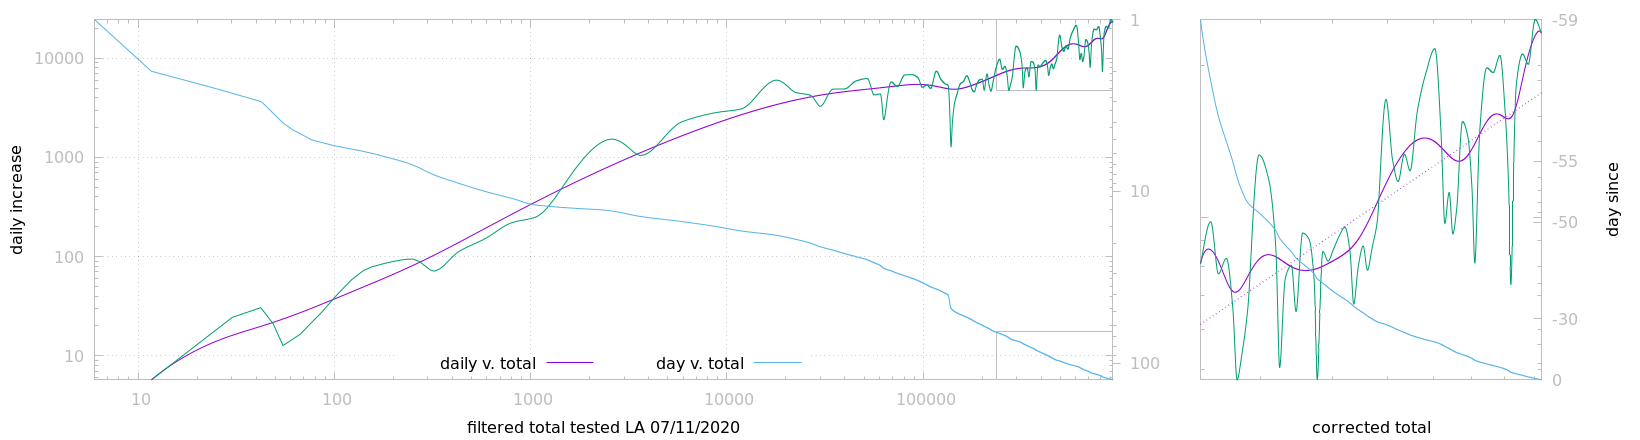 10000
1000
100
10
daily increase
10
100
1000
10000
100000
1
10
100
daily v. total
day v. total
filtered total tested LA 07/11/2020
-59
-55
-50
-30
0
day since
corrected total